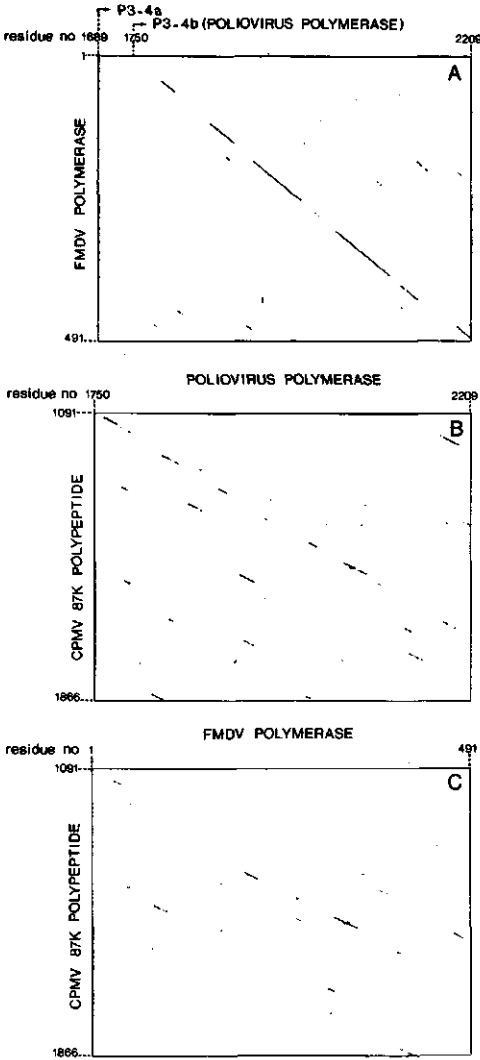 P3-4a
P3-4b (POLIOVIRUS POLYMERASE)
residue no 1689 1750 2209
1
A
FMDV POLYMERASE
491
POLIOVIRUS POLYMERASE
residue no 1750 2209
1091
B
CPMV 87K POLYPEPTIDE
1866
FMDV POLYMERASE
residue no 1 491
1091
C
CPMV 87K POLYPEPTIDE
1866